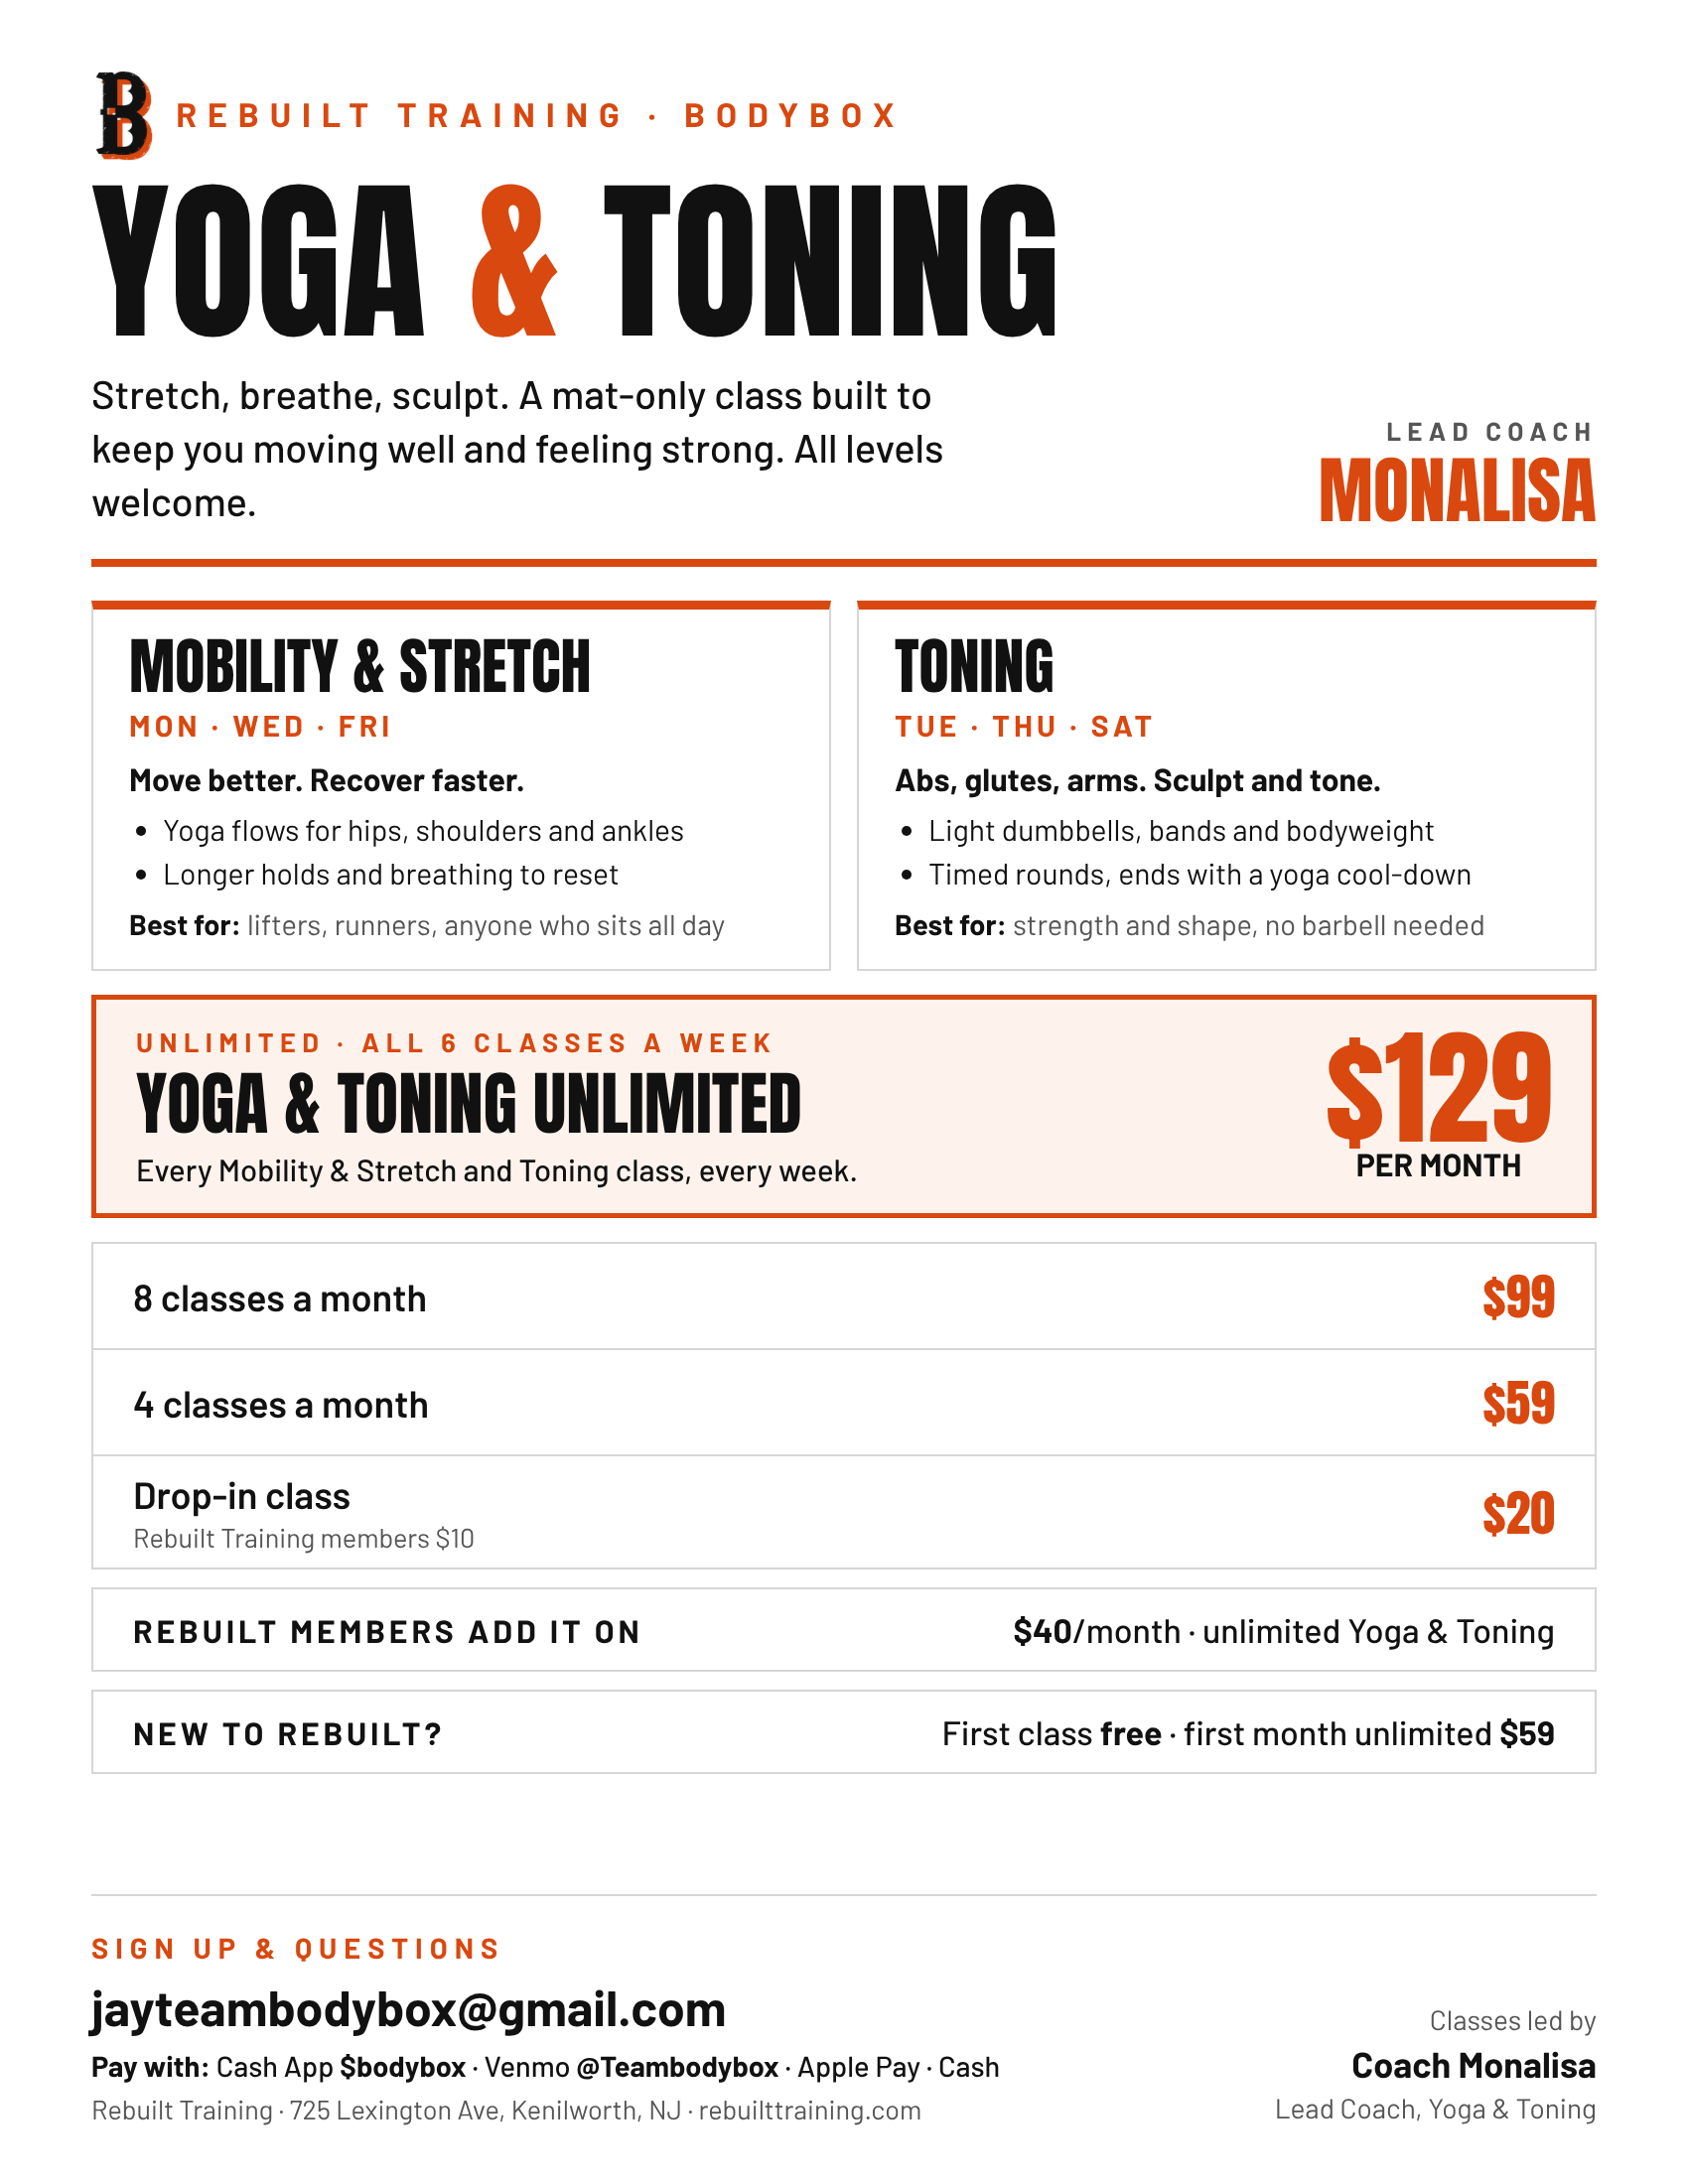 B
REBUILT TRAINING · BODYBOX
YOGA & TONING
Stretch, breathe, sculpt. A mat-only class built to
keep you moving well and feeling strong. All levels
welcome.
LEAD COACH
MONALISA
MOBILITY & STRETCH
MON · WED · FRI
Move better. Recover faster.
• Yoga flows for hips, shoulders and ankles
• Longer holds and breathing to reset
Best for: lifters, runners, anyone who sits all day
TONING
TUE · THU · SAT
Abs, glutes, arms. Sculpt and tone.
• Light dumbbells, bands and bodyweight
• Timed rounds, ends with a yoga cool-down
Best for: strength and shape, no barbell needed
UNLIMITED · ALL 6 CLASSES A WEEK
YOGA & TONING UNLIMITED
Every Mobility & Stretch and Toning class, every week.
$129
PER MONTH
8 classes a month $99
4 classes a month $59
Drop-in class $20
Rebuilt Training members $10
REBUILT MEMBERS ADD IT ON $40/month · unlimited Yoga & Toning
NEW TO REBUILT? First class free · first month unlimited $59
SIGN UP & QUESTIONS
jayteambodybox@gmail.com
Pay with: Cash App $bodybox · Venmo @Teambodybox · Apple Pay · Cash
Rebuilt Training · 725 Lexington Ave, Kenilworth, NJ · rebuilttraining.com
Classes led by
Coach Monalisa
Lead Coach, Yoga & Toning